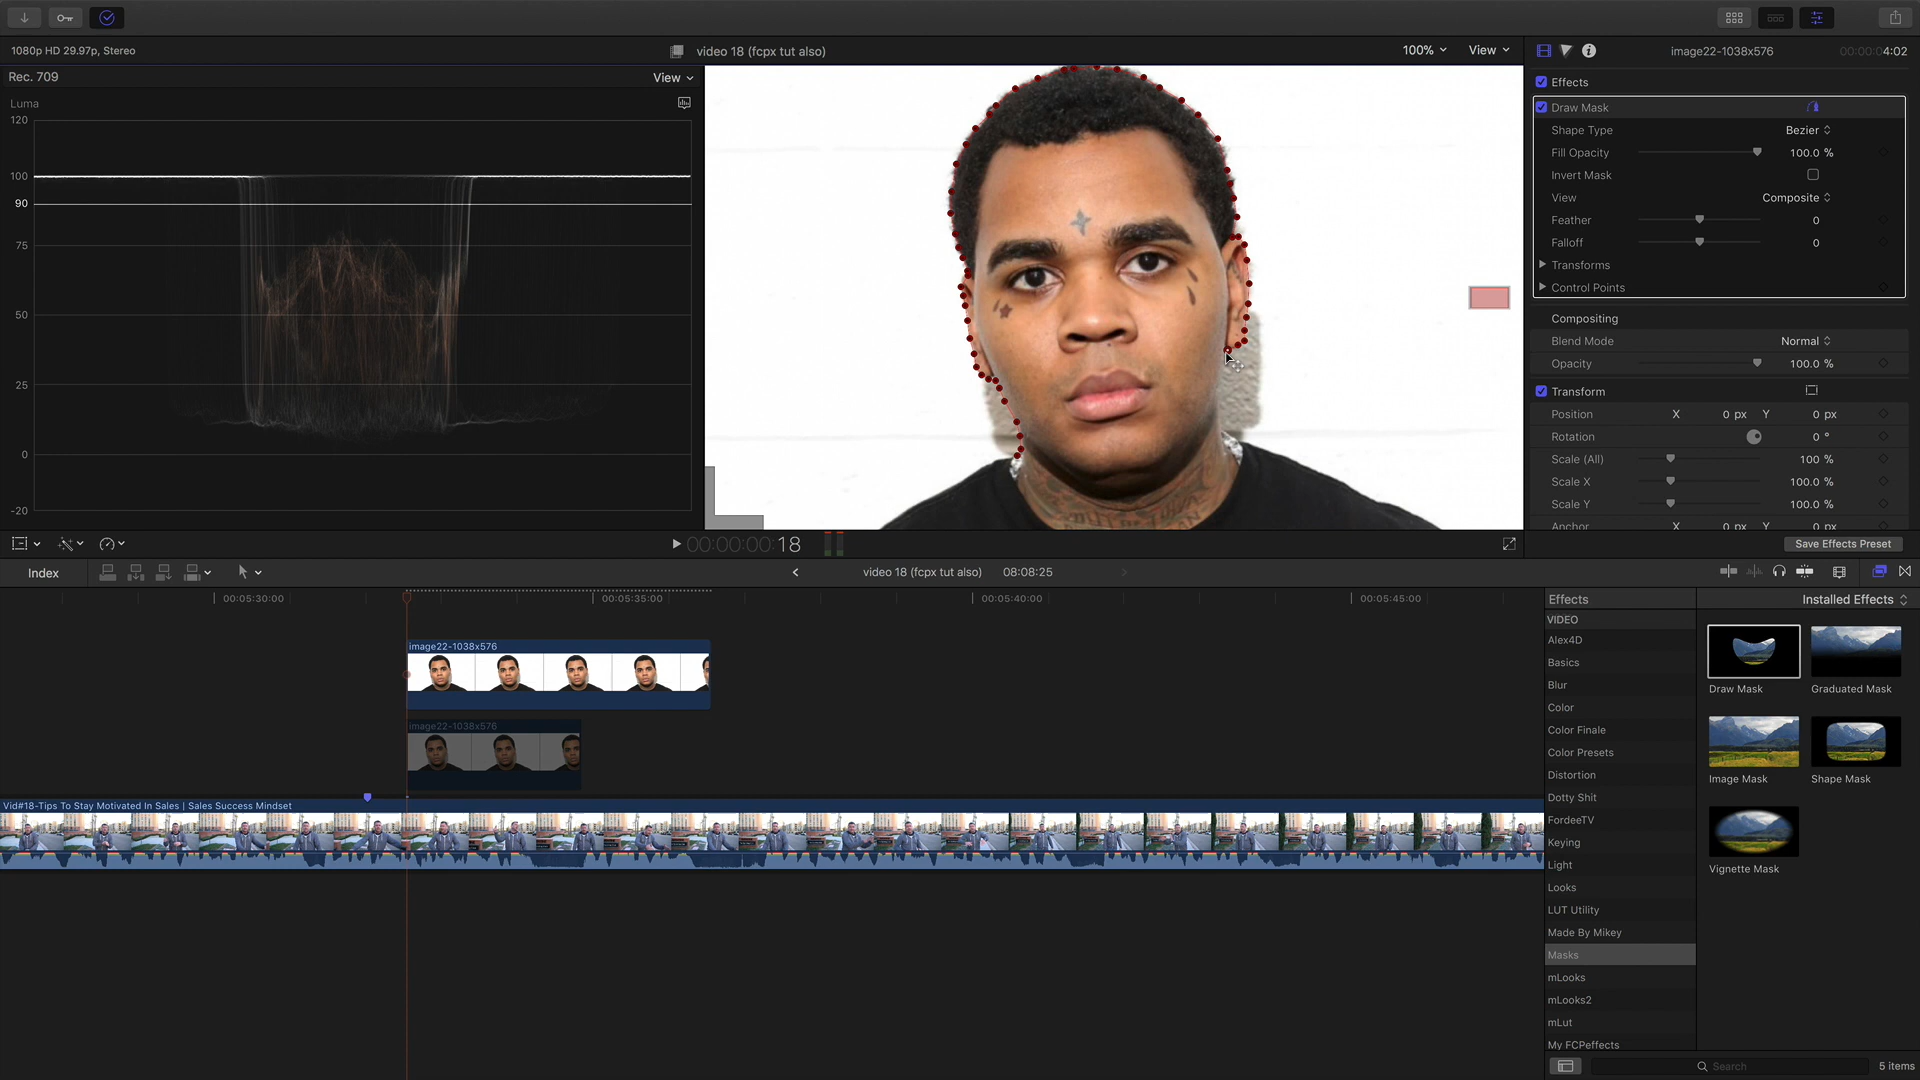 1080p HD 29.97p, Stereo
video 18 (fcpx tut also)
100%
View
image22-1038x576
00:00:04:02
Rec. 709
View
Effects
Luma
Draw Mask
120
Shape Type
Bezier
Fill Opacity
100.0 %
100
Invert Mask
90
View
Composite
Feather
0
75
Falloff
0
Transforms
Control Points
50
Compositing
Blend Mode
Normal
25
Opacity
100.0 %
Transform
Position
X
0 px
Y
0 px
Rotation
0 °
0
Scale (All)
100 %
Scale X
100.0 %
-20
Scale Y
100.0 %
Anchor
X
0 px
Y
0 px
00:00:00:18
Save Effects Preset
Index
video 18 (fcpx tut also)
08:08:25
00:05:30:00
00:05:35:00
00:05:40:00
00:05:45:00
Effects
Installed Effects
VIDEO
Alex4D
Basics
Blur
Color
Color Finale
Color Presets
Distortion
Dotty Shit
FordeeTV
Keying
Light
Looks
LUT Utility
Made By Mikey
Masks
mLooks
mLooks2
mLut
My FCPeffects
Draw Mask
Graduated Mask
Image Mask
Shape Mask
Vignette Mask
image22-1038x576
image22-1038x576
Vid#18-Tips To Stay Motivated In Sales | Sales Success Mindset
Search
5 items